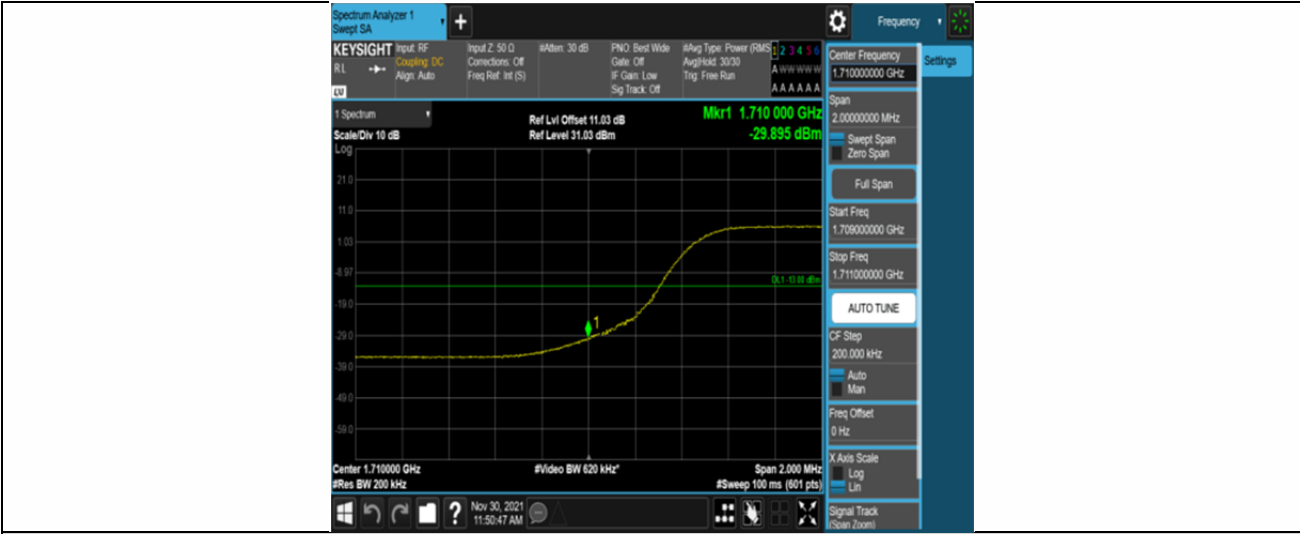 Spectrum Analyzer 1
Swept SA
+
Frequency
KEYSIGHT
Input: RF
Input Z: 50 Ω
#Atten: 30 dB
PNO: Best Wide
#Avg Type: Power (RMS
1 2 3 4 5 6
R L
Coupling: DC
Corrections: Off
Gate: Off
Avg|Hold: 30/30
A W W W W W
Align: Auto
Freq Ref: Int (S)
IF Gain: Low
Trig: Free Run
Sig Track: Off
A A A A A A
1 Spectrum
Ref Lvl Offset 11.03 dB
Mkr1 1.710 000 GHz
Scale/Div 10 dB
Ref Level 31.03 dBm
-29.895 dBm
Log
21.0
11.0
1.03
-8.97
DL1 -13.00 dBm
-19.0
1
-29.0
-39.0
-49.0
-59.0
Center 1.710000 GHz
#Video BW 620 kHz*
Span 2.000 MHz
#Res BW 200 kHz
#Sweep 100 ms (601 pts)
?
Nov 30, 2021
11:50:47 AM
Center Frequency
1.710000000 GHz
Settings
Span
2.00000000 MHz
Swept Span
Zero Span
Full Span
Start Freq
1.709000000 GHz
Stop Freq
1.711000000 GHz
AUTO TUNE
CF Step
200.000 kHz
Auto
Man
Freq Offset
0 Hz
X Axis Scale
Log
Lin
Signal Track
(Span Zoom)